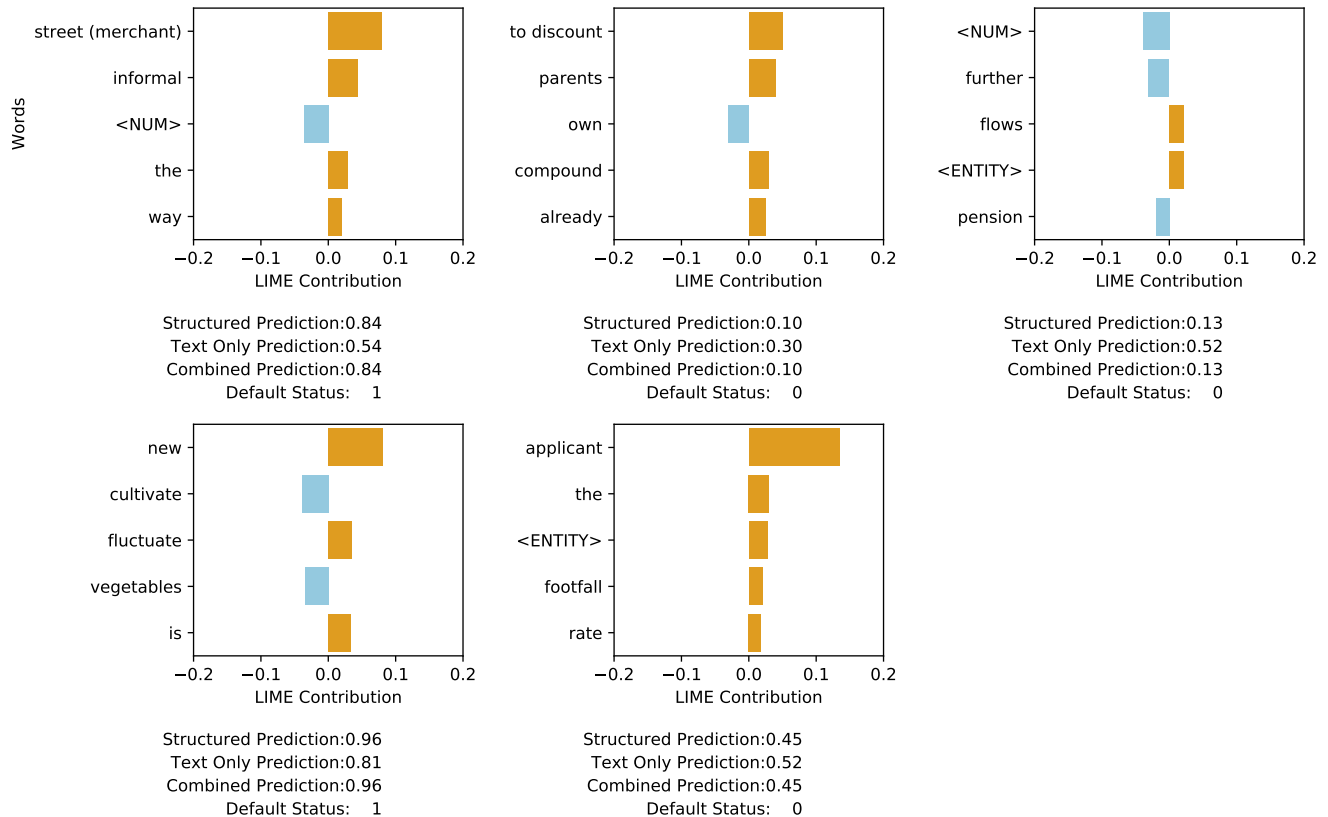 Words
street (merchant)
informal
<NUM>
the
way
−0.2 −0.1 0.0 0.1 0.2
LIME Contribution
Structured Prediction:0.84
Text Only Prediction:0.54
Combined Prediction:0.84
Default Status: 1
to discount
parents
own
compound
already
−0.2 −0.1 0.0 0.1 0.2
LIME Contribution
Structured Prediction:0.10
Text Only Prediction:0.30
Combined Prediction:0.10
Default Status: 0
<NUM>
further
flows
<ENTITY>
pension
−0.2 −0.1 0.0 0.1 0.2
LIME Contribution
Structured Prediction:0.13
Text Only Prediction:0.52
Combined Prediction:0.13
Default Status: 0
new
cultivate
fluctuate
vegetables
is
−0.2 −0.1 0.0 0.1 0.2
LIME Contribution
Structured Prediction:0.96
Text Only Prediction:0.81
Combined Prediction:0.96
Default Status: 1
applicant
the
<ENTITY>
footfall
rate
−0.2 −0.1 0.0 0.1 0.2
LIME Contribution
Structured Prediction:0.45
Text Only Prediction:0.52
Combined Prediction:0.45
Default Status: 0